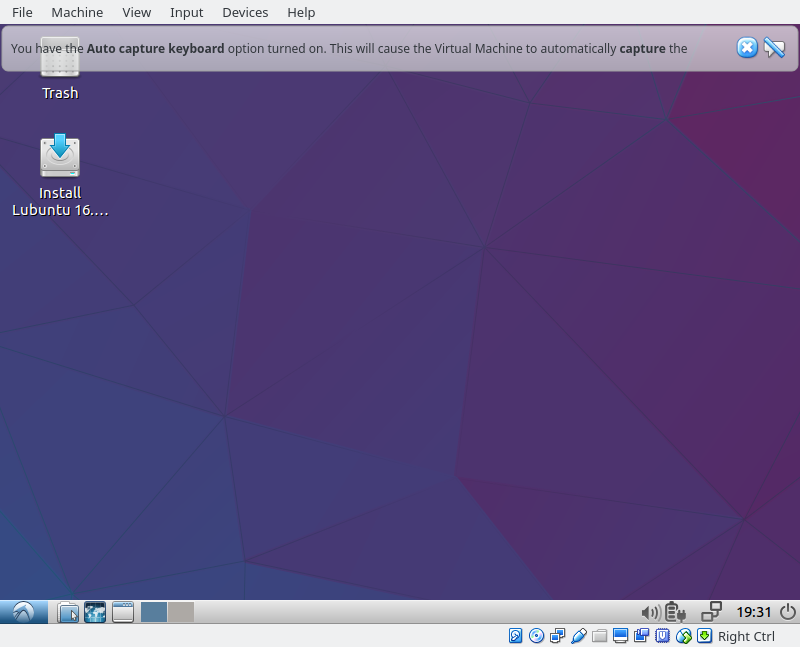 File Machine View Input Devices Help
You have the Auto capture keyboard option turned on. This will cause the Virtual Machine to automatically capture the
Trash
Install
Lubuntu 16....
19:31
Right Ctrl